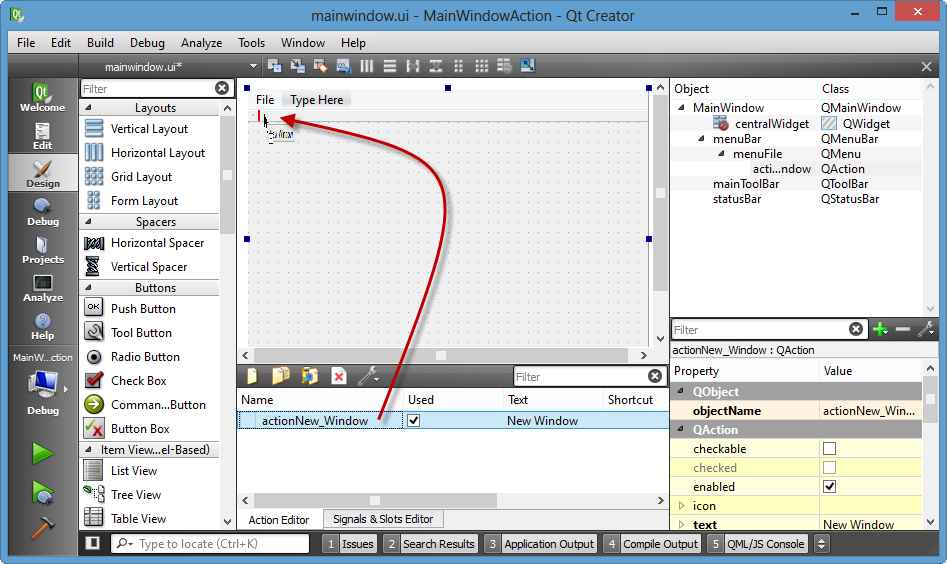 Qt
mainwindow.ui - MainWindowAction - Qt Creator
File Edit Build Debug Analyze Tools Window Help
mainwindow.ui*
Qt
Welcome
Edit
Design
Debug
Projects
Analyze
Help
MainW...ction
Debug
Filter
Layouts
Vertical Layout
Horizontal Layout
Grid Layout
Form Layout
Spacers
Horizontal Spacer
Vertical Spacer
Buttons
OK Push Button
Tool Button
Radio Button
Check Box
Comman...Button
Button Box
Item View...el-Based)
List View
Tree View
Table View
File Type Here
Filter
Name Used Text Shortcut
actionNew_Window New Window
Action Editor Signals & Slots Editor
Object Class
MainWindow QMainWindow
centralWidget QWidget
menuBar QMenuBar
menuFile QMenu
acti...ndow QAction
mainToolBar QToolBar
statusBar QStatusBar
Filter
actionNew_Window : QAction
Property Value
QObject
objectName actionNew_Win...
QAction
checkable
checked
enabled
icon
text New Window
Type to locate (Ctrl+K)
1 Issues 2 Search Results 3 Application Output 4 Compile Output 5 QML/JS Console